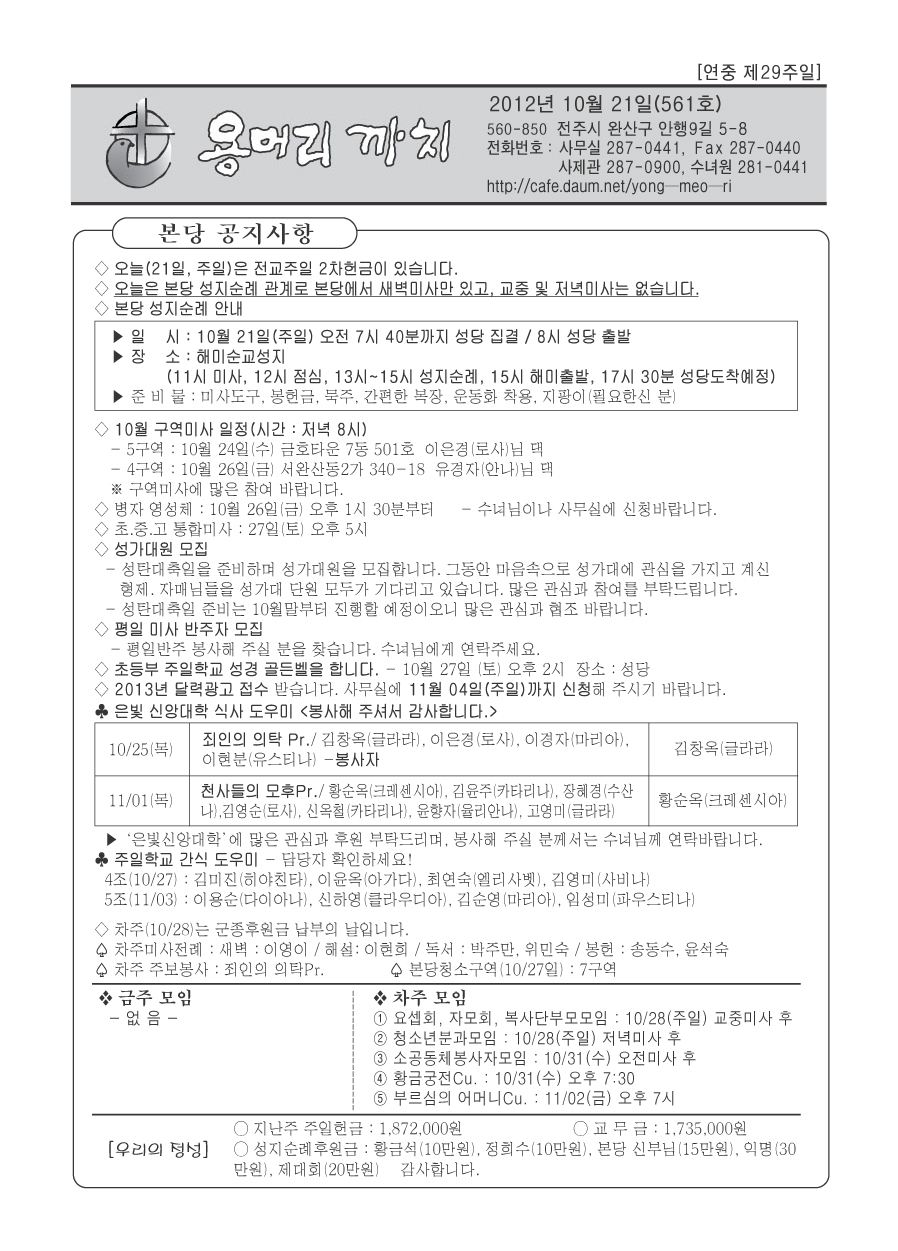 [연중 제29주일]
용머리 까치
2012년 10월 21일(561호)
560-850 전주시 완산구 안행9길 5-8
전화번호 : 사무실 287-0441, Fax 287-0440
사제관 287-0900, 수녀원 281-0441
http://cafe.daum.net/yong─meo─ri
본당 공지사항
◇ 오늘(21일, 주일)은 전교주일 2차헌금이 있습니다.
◇ 오늘은 본당 성지순례 관계로 본당에서 새벽미사만 있고, 교중 및 저녁미사는 없습니다.
◇ 본당 성지순례 안내
▶ 일 시 : 10월 21일(주일) 오전 7시 40분까지 성당 집결 / 8시 성당 출발
▶ 장 소 : 해미순교성지
(11시 미사, 12시 점심, 13시~15시 성지순례, 15시 해미출발, 17시 30분 성당도착예정)
▶ 준 비 물 : 미사도구, 봉헌금, 묵주, 간편한 복장, 운동화 착용, 지팡이(필요한신 분)
◇ 10월 구역미사 일정(시간 : 저녁 8시)
- 5구역 : 10월 24일(수) 금호타운 7동 501호 이은경(로사)님 댁
- 4구역 : 10월 26일(금) 서완산동2가 340-18 유경자(안나)님 댁
※ 구역미사에 많은 참여 바랍니다.
◇ 병자 영성체 : 10월 26일(금) 오후 1시 30분부터 - 수녀님이나 사무실에 신청바랍니다.
◇ 초.중.고 통합미사 : 27일(토) 오후 5시
◇ 성가대원 모집
- 성탄대축일을 준비하며 성가대원을 모집합니다. 그동안 마음속으로 성가대에 관심을 가지고 계신
형제. 자매님들을 성가대 단원 모두가 기다리고 있습니다. 많은 관심과 참여를 부탁드립니다.
- 성탄대축일 준비는 10월말부터 진행할 예정이오니 많은 관심과 협조 바랍니다.
◇ 평일 미사 반주자 모집
- 평일반주 봉사해 주실 분을 찾습니다. 수녀님에게 연락주세요.
◇ 초등부 주일학교 성경 골든벨을 합니다. - 10월 27일 (토) 오후 2시 장소 : 성당
◇ 2013년 달력광고 접수 받습니다. 사무실에 11월 04일(주일)까지 신청해 주시기 바랍니다.
♣ 은빛 신앙대학 식사 도우미 <봉사해 주셔서 감사합니다.>
10/25(목) 죄인의 의탁 Pr./ 김창옥(글라라), 이은경(로사), 이경자(마리아), 김창옥(글라라)
이현분(유스티나) -봉사자
11/01(목) 천사들의 모후Pr./ 황순옥(크레센시아), 김윤주(카타리나), 장혜경(수산 황순옥(크레센시아)
나),김영순(로사), 신옥철(카타리나), 윤향자(율리안나), 고영미(글라라)
▶ '은빛신앙대학'에 많은 관심과 후원 부탁드리며, 봉사해 주실 분께서는 수녀님께 연락바랍니다.
♣ 주일학교 간식 도우미 - 담당자 확인하세요!
4조(10/27) : 김미진(히야친타), 이윤옥(아가다), 최연숙(엘리사벳), 김영미(사비나)
5조(11/03) : 이용순(다이아나), 신하영(클라우디아), 김순영(마리아), 임성미(파우스티나)
◇ 차주(10/28)는 군종후원금 납부의 날입니다.
♤ 차주미사전례 : 새벽 : 이영이 / 해설: 이현희 / 독서 : 박주만, 위민숙 / 봉헌 : 송동수, 윤석숙
♤ 차주 주보봉사 : 죄인의 의탁Pr. ♤ 본당청소구역(10/27일) : 7구역
❖ 금주 모임
- 없 음 -
❖ 차주 모임
① 요셉회, 자모회, 복사단부모모임 : 10/28(주일) 교중미사 후
② 청소년분과모임 : 10/28(주일) 저녁미사 후
③ 소공동체봉사자모임 : 10/31(수) 오전미사 후
④ 황금궁전Cu. : 10/31(수) 오후 7:30
⑤ 부르심의 어머니Cu. : 11/02(금) 오후 7시
[우리의 정성]
○ 지난주 주일헌금 : 1,872,000원 ○ 교 무 금 : 1,735,000원
○ 성지순례후원금 : 황금석(10만원), 정희수(10만원), 본당 신부님(15만원), 익명(30
만원), 제대회(20만원) 감사합니다.